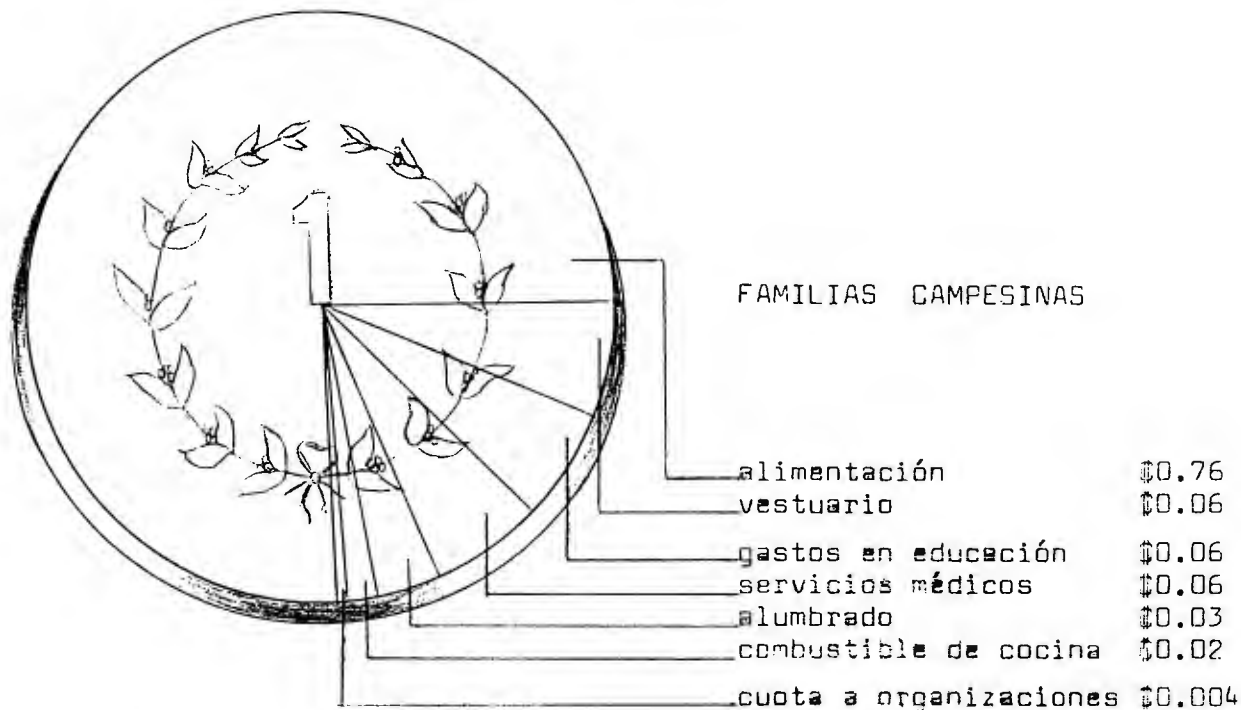 1
FAMILIAS CAMPESINAS
alimentación ₡0.76
vestuario ₡0.06
gastos en educación ₡0.06
servicios médicos ₡0.06
alumbrado ₡0.03
combustible de cocina ₡0.02
cuota a organizaciones ₡0.004